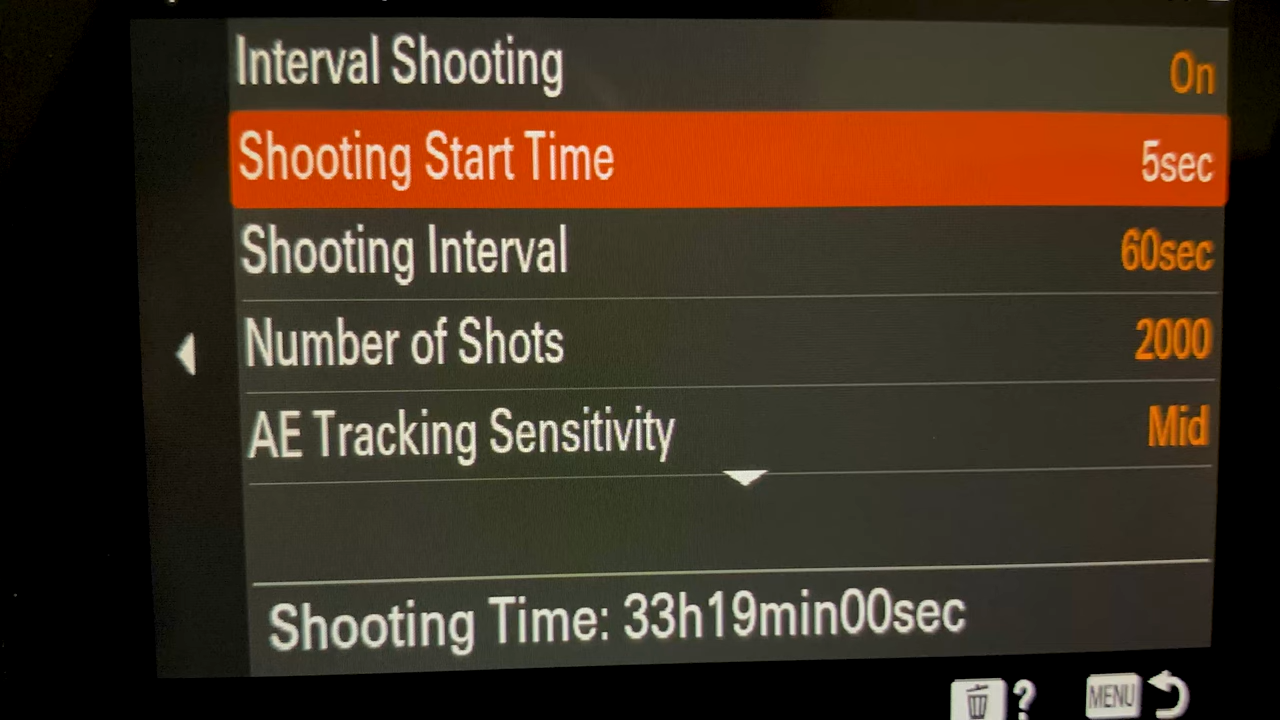 Interval Shooting On
Shooting Start Time 5sec
Shooting Interval 60sec
Number of Shots 2000
AE Tracking Sensitivity Mid
Shooting Time: 33h19min00sec
? MENU